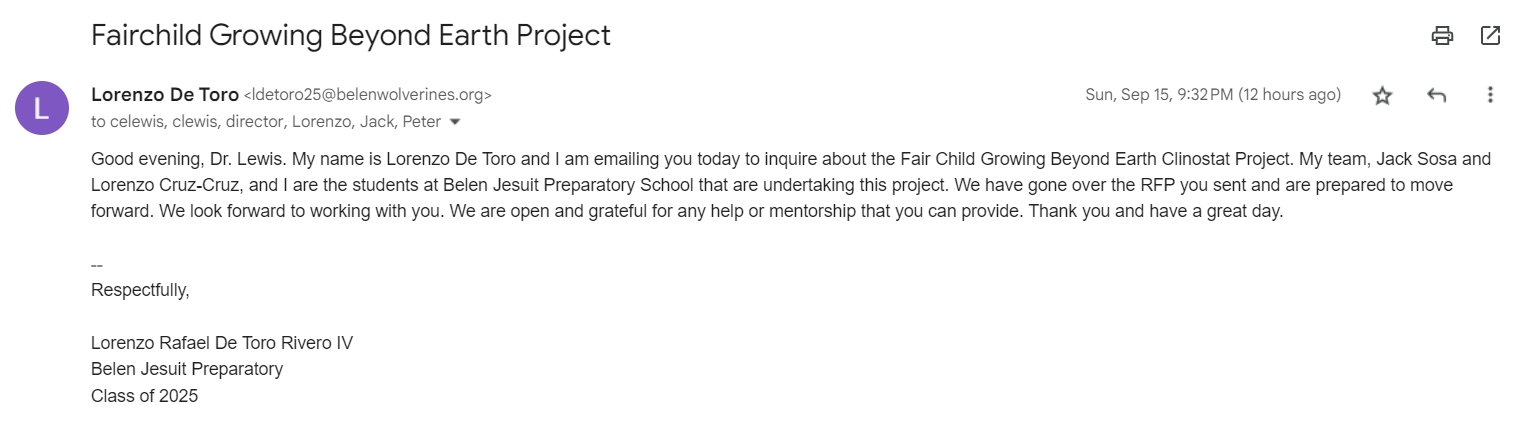 Fairchild Growing Beyond Earth Project
L
Lorenzo De Toro <ldetoro25@belenwolverines.org>
Sun, Sep 15, 9:32 PM (12 hours ago)
to celewis, clewis, director, Lorenzo, Jack, Peter
Good evening, Dr. Lewis. My name is Lorenzo De Toro and I am emailing you today to inquire about the Fair Child Growing Beyond Earth Clinostat Project. My team, Jack Sosa and
Lorenzo Cruz-Cruz, and I are the students at Belen Jesuit Preparatory School that are undertaking this project. We have gone over the RFP you sent and are prepared to move
forward. We look forward to working with you. We are open and grateful for any help or mentorship that you can provide. Thank you and have a great day.
--
Respectfully,
Lorenzo Rafael De Toro Rivero IV
Belen Jesuit Preparatory
Class of 2025